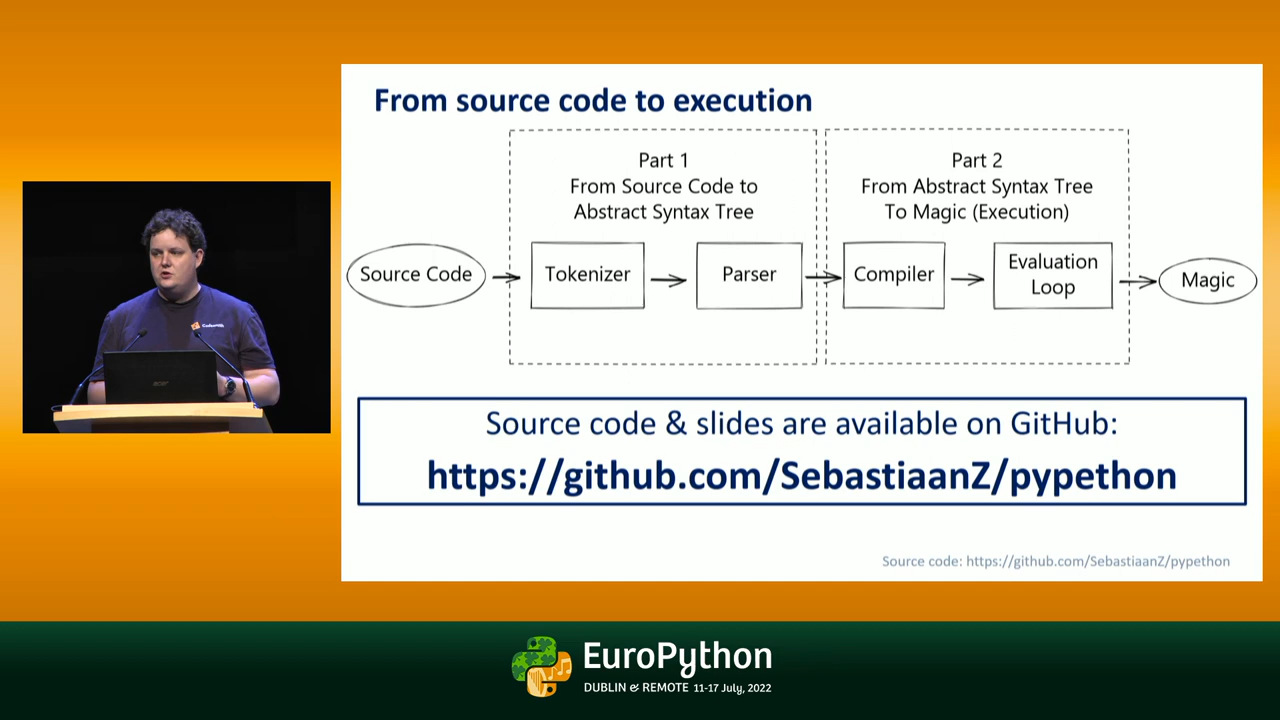 From source code to execution
Part 1
From Source Code to
Abstract Syntax Tree
Part 2
From Abstract Syntax Tree
To Magic (Execution)
Source Code
Tokenizer
Parser
Compiler
Evaluation
Loop
Magic
Source code & slides are available on GitHub:
https://github.com/SebastiaanZ/pypethon
Source code: https://github.com/SebastiaanZ/pypethon
acer
EuroPython
DUBLIN & REMOTE 11-17 July, 2022